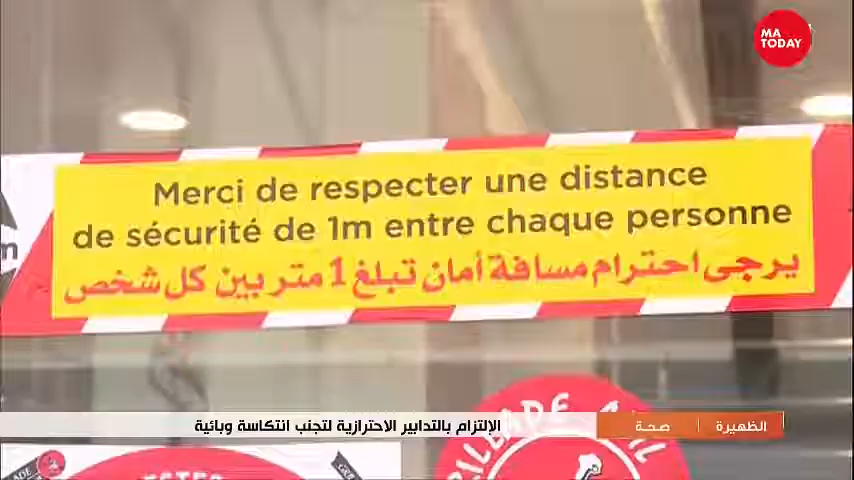 MA
TODAY
Merci de respecter une distance
de sécurité de 1m entre chaque personne
يرجى احترام مسافة أمان تبلغ 1 متر بين كل شخص
الظهيرة | صحة
الإلتزام بالتدابير الاحترازية لتجنب انتكاسة وبائية